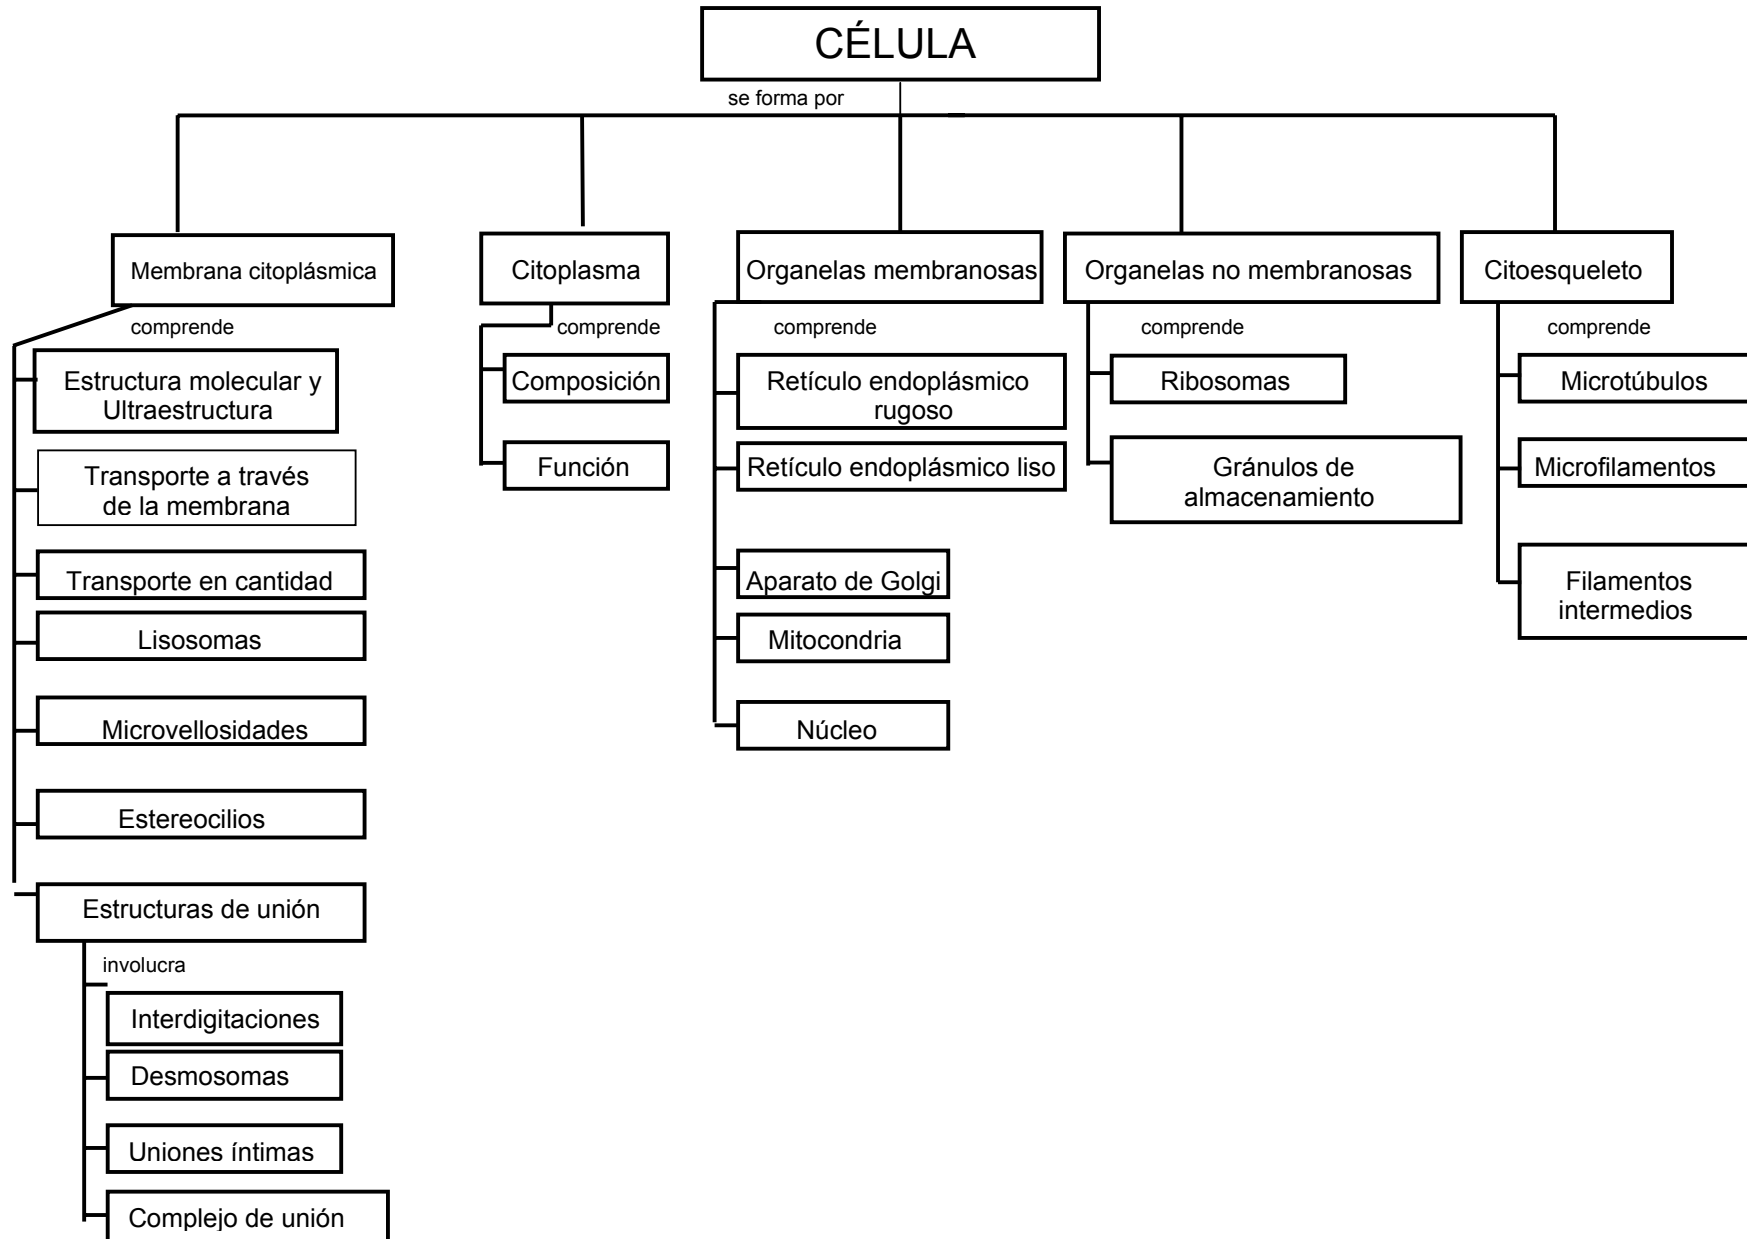 CÉLULA
se forma por
Membrana citoplásmica
comprende
Estructura molecular y
Ultraestructura
Transporte a través
de la membrana
Transporte en cantidad
Lisosomas
Microvellosidades
Estereocilios
Estructuras de unión
involucra
Interdigitaciones
Desmosomas
Uniones íntimas
Complejo de unión
Citoplasma
comprende
Composición
Función
Organelas membranosas
comprende
Retículo endoplásmico
rugoso
Retículo endoplásmico liso
Aparato de Golgi
Mitocondria
Núcleo
Organelas no membranosas
comprende
Ribosomas
Gránulos de
almacenamiento
Citoesqueleto
comprende
Microtúbulos
Microfilamentos
Filamentos
intermedios